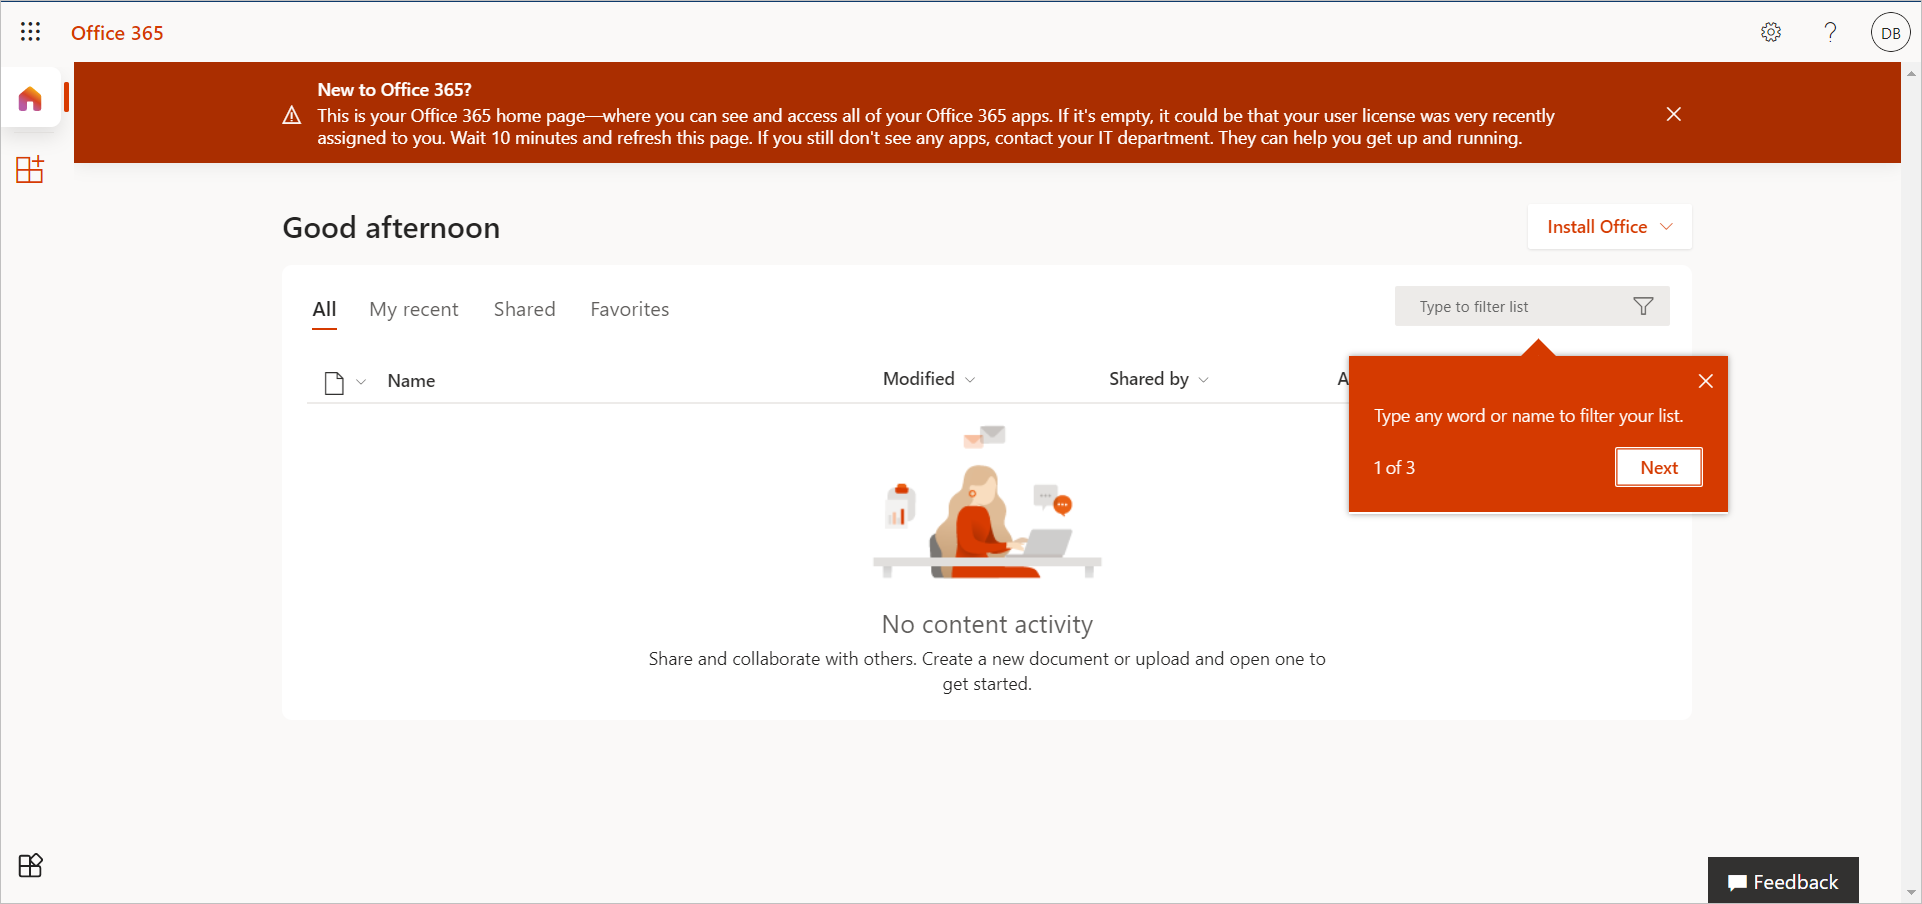 Office 365
DB
New to Office 365?
This is your Office 365 home page—where you can see and access all of your Office 365 apps. If it's empty, it could be that your user license was very recently
assigned to you. Wait 10 minutes and refresh this page. If you still don't see any apps, contact your IT department. They can help you get up and running.
Good afternoon
Install Office
All My recent Shared Favorites
Type to filter list
Name Modified Shared by A
Type any word or name to filter your list.
1 of 3
Next
No content activity
Share and collaborate with others. Create a new document or upload and open one to
get started.
Feedback